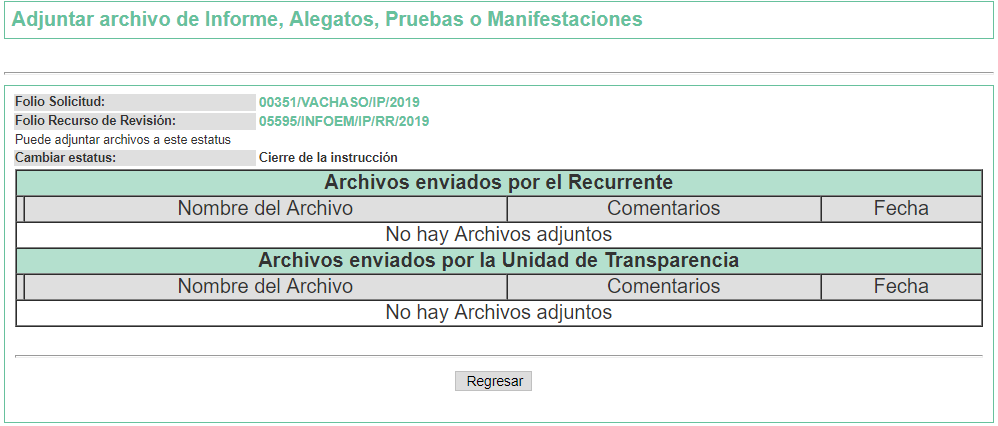 Adjuntar archivo de Informe, Alegatos, Pruebas o Manifestaciones
Folio Solicitud: 00351/VACHASO/IP/2019
Folio Recurso de Revisión: 05595/INFOEM/IP/RR/2019
Puede adjuntar archivos a este estatus
Cambiar estatus: Cierre de la instrucción
Archivos enviados por el Recurrente
Nombre del Archivo Comentarios Fecha
No hay Archivos adjuntos
Archivos enviados por la Unidad de Transparencia
Nombre del Archivo Comentarios Fecha
No hay Archivos adjuntos
Regresar